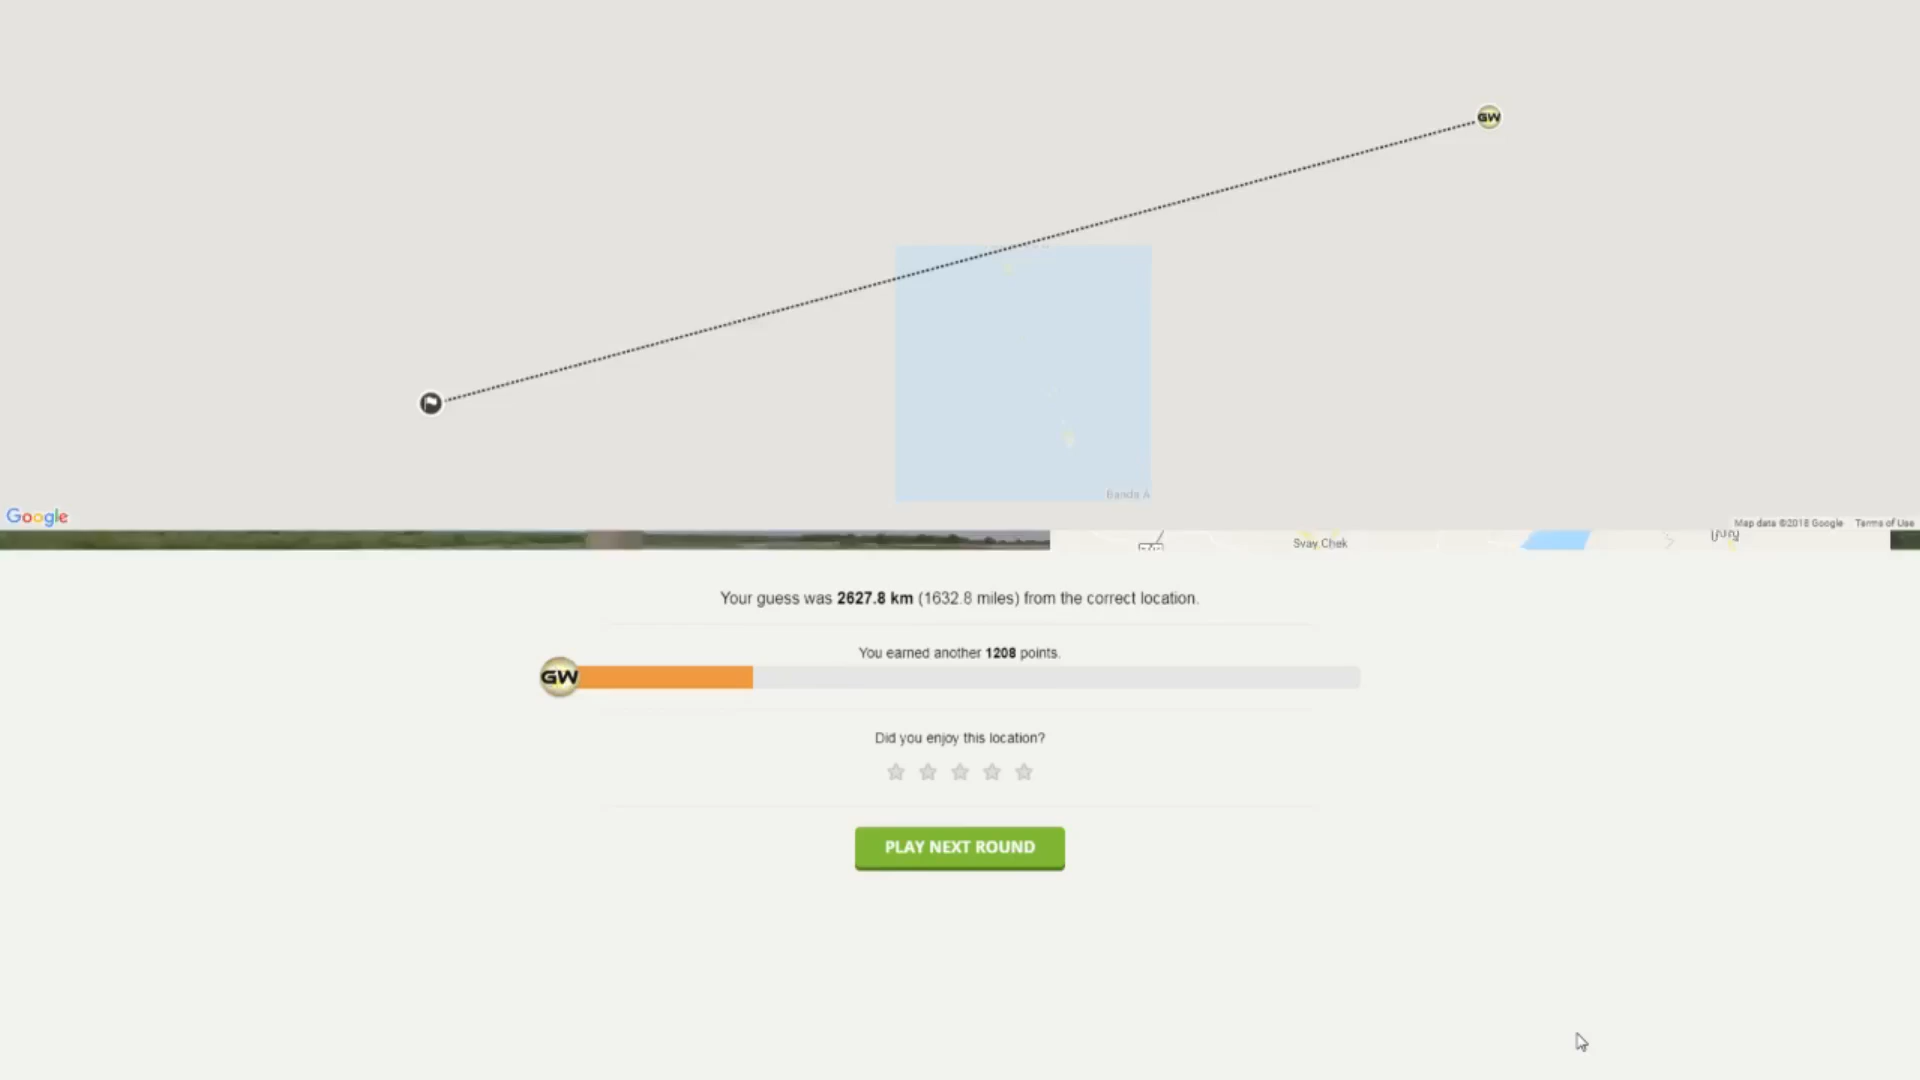 GW
Banda A
Google
Map data ©2018 Google Terms of Use
Svay Chek
Your guess was 2627.8 km (1632.8 miles) from the correct location.
You earned another 1208 points.
GW
Did you enjoy this location?
PLAY NEXT ROUND